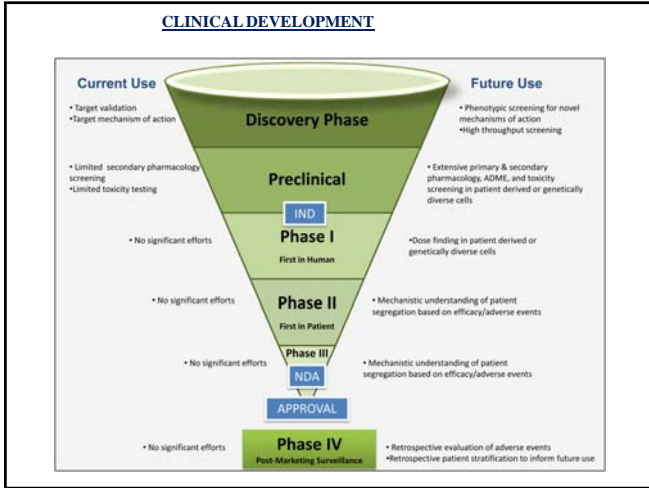 CLINICAL DEVELOPMENT
Current Use
Future Use
• Target validation
•Target mechanism of action
Discovery Phase
• Phenotypic screening for novel
mechanisms of action
•High throughput screening
• Limited secondary pharmacology
screening
•Limited toxicity testing
Preclinical
• Extensive primary & secondary
pharmacology, ADME, and toxicity
screening in patient derived or genetically
diverse cells
IND
• No significant efforts
Phase I
First in Human
•Dose finding in patient derived or
genetically diverse cells
• No significant efforts
Phase II
First in Patient
• Mechanistic understanding of patient
segregation based on efficacy/adverse events
• No significant efforts
Phase III
NDA
• Mechanistic understanding of patient
segregation based on efficacy/adverse events
APPROVAL
• No significant efforts
Phase IV
Post-Marketing Surveillance
• Retrospective evaluation of adverse events
•Retrospective patient stratification to inform future use